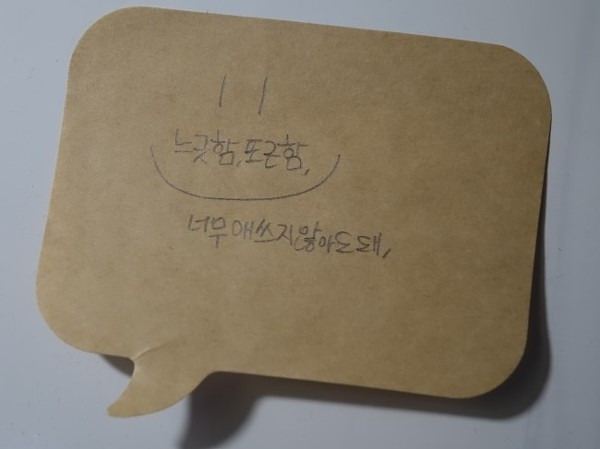 느긋함, 포근함,
너무 애쓰지 않아도 돼,